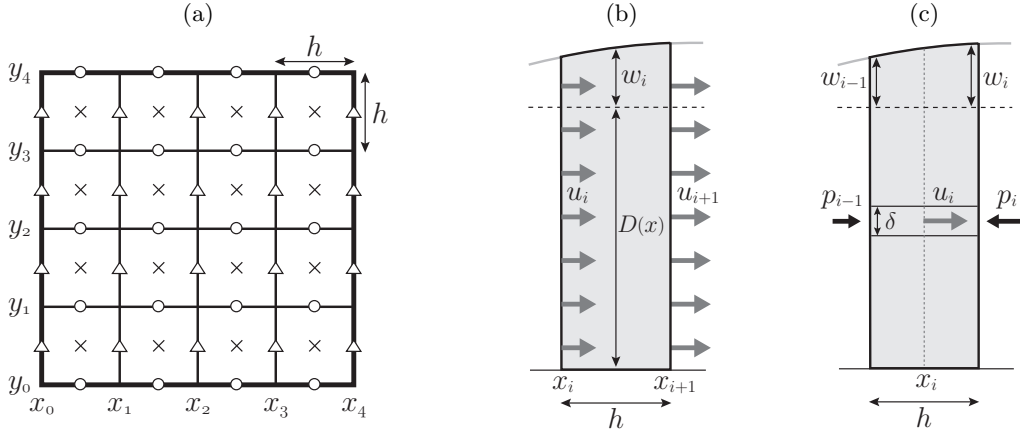 (a)
h
h
y₄
y₃
y₂
y₁
y₀
x₀ x₁ x₂ x₃ x₄
(b)
wᵢ
uᵢ
uᵢ₊₁
D(x)
xᵢ xᵢ₊₁
h
(c)
wᵢ₋₁ wᵢ
pᵢ₋₁ uᵢ pᵢ
δ
xᵢ
h